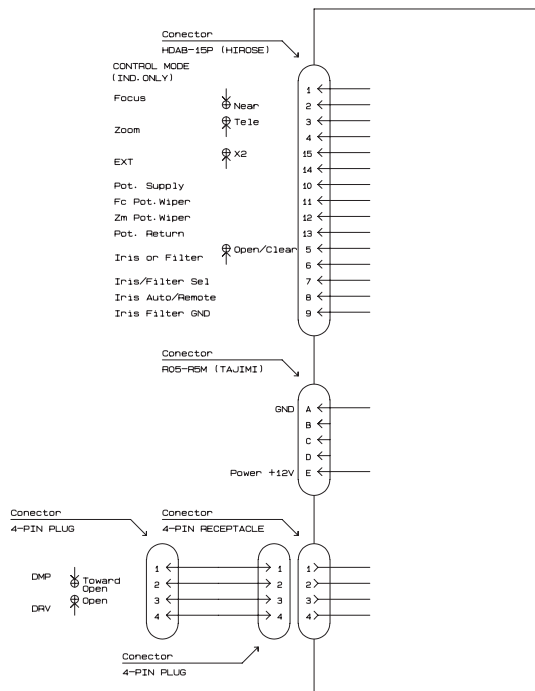 Conector
HDAB-15P (HIROSE)
CONTROL MODE
(IND.ONLY)
Focus
Near
Tele
Zoom
X2
EXT
Pot. Supply
Fc Pot.Wiper
Zm Pot.Wiper
Pot. Return
Open/Clear
Iris or Filter
Iris/Filter Sel
Iris Auto/Remote
Iris Filter GND
1
2
3
4
15
14
10
11
12
13
5
6
7
8
9
Conector
R05-R5M (TAJIMI)
GND A
B
C
D
Power +12V E
Conector
4-PIN PLUG
Conector
4-PIN RECEPTACLE
DMP
Toward
Open
Open
DRV
1 1 1
2 2 2
3 3 3
4 4 4
Conector
4-PIN PLUG